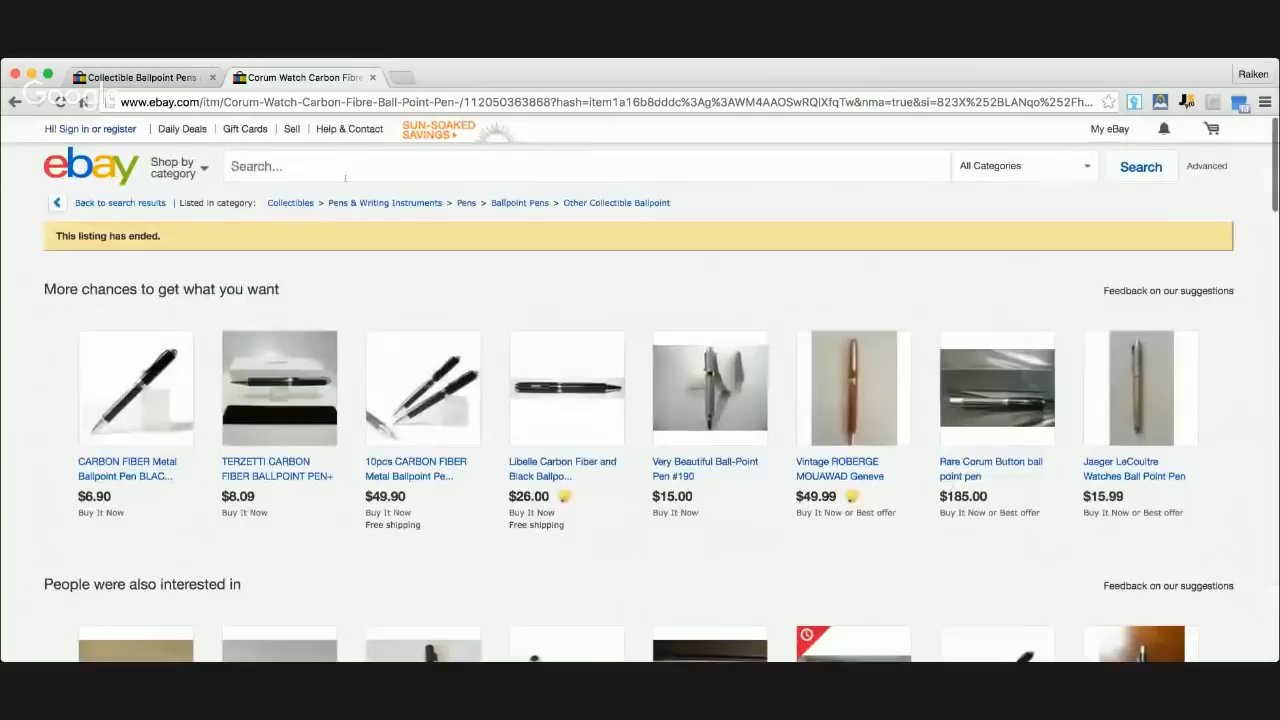 Collectible Ballpoint Pens
Corum Watch Carbon Fibre
Raiken
Google
www.ebay.com/itm/Corum-Watch-Carbon-Fibre-Ball-Point-Pen-/112050363868?hash=item1a16b8dddc%3Ag%3AWM4AAOSwRQlXfqTw&nma=true&si=823X%252BLANqo%252Fh...
Hi! Sign in or register | Daily Deals | Gift Cards | Sell | Help & Contact
SUN-SOAKED
SAVINGS
My eBay
ebay
Shop by
category
Search...
All Categories
Search
Advanced
Back to search results | Listed in category: Collectibles > Pens & Writing Instruments > Pens > Ballpoint Pens > Other Collectible Ballpoint
This listing has ended.
More chances to get what you want
Feedback on our suggestions
CARBON FIBER Metal
Ballpoint Pen BLAC...
$6.90
Buy It Now
TERZETTI CARBON
FIBER BALLPOINT PEN+
$8.09
Buy It Now
10pcs CARBON FIBER
Metal Ballpoint Pe...
$49.90
Buy It Now
Free shipping
Libelle Carbon Fiber and
Black Ballpo...
$26.00
Buy It Now
Free shipping
Very Beautiful Ball-Point
Pen #190
$15.00
Buy It Now
Vintage ROBERGE
MOUAWAD Geneve
$49.99
Buy It Now or Best offer
Rare Corum Button ball
point pen
$185.00
Buy It Now or Best offer
Jaeger LeCoultre
Watches Ball Point Pen
$15.99
Buy It Now or Best offer
People were also interested in
Feedback on our suggestions